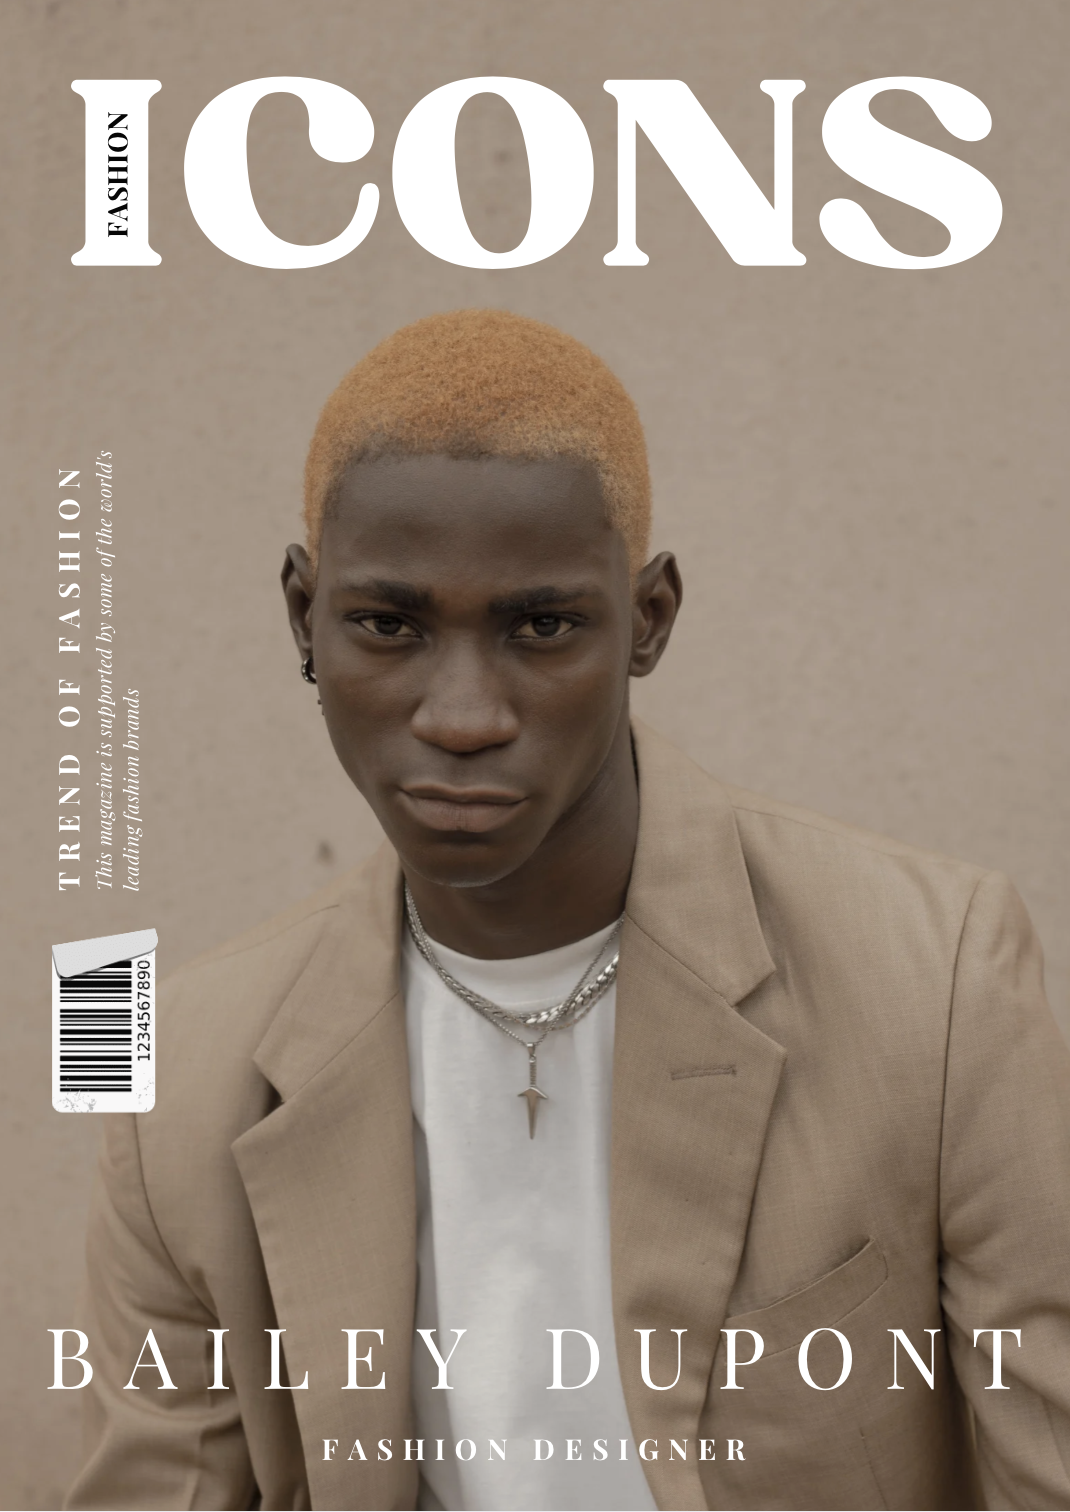 ICONS
FASHION
TREND OF FASHION
This magazine is supported by some of the world's
leading fashion brands
1234567890
BAILEY DUPONT
FASHION DESIGNER